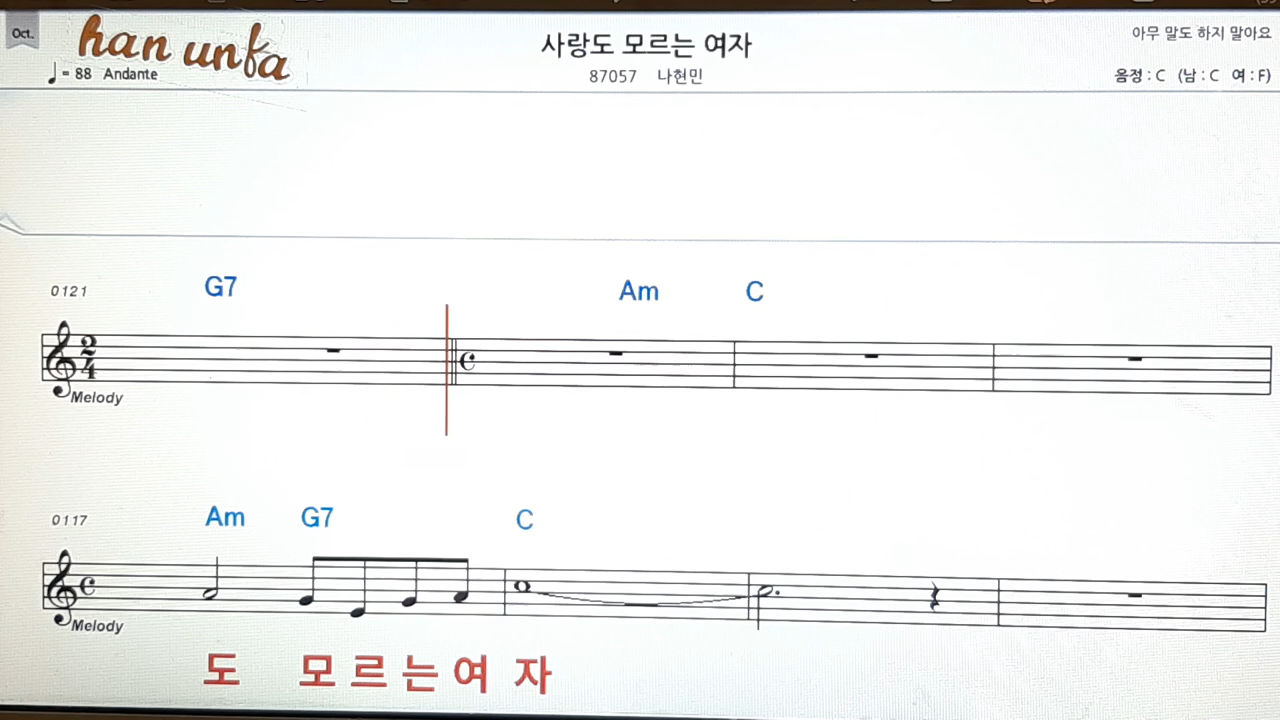 Oct.
han unfa
사랑도 모르는 여자
아무 말도 하지 말아요
♩ = 88 Andante
87057 나현민
음정 : C (남 : C 여 : F)
0121 G7 Am C
2
4
Melody
0117 Am G7 C
Melody
도 모 르 는 여 자